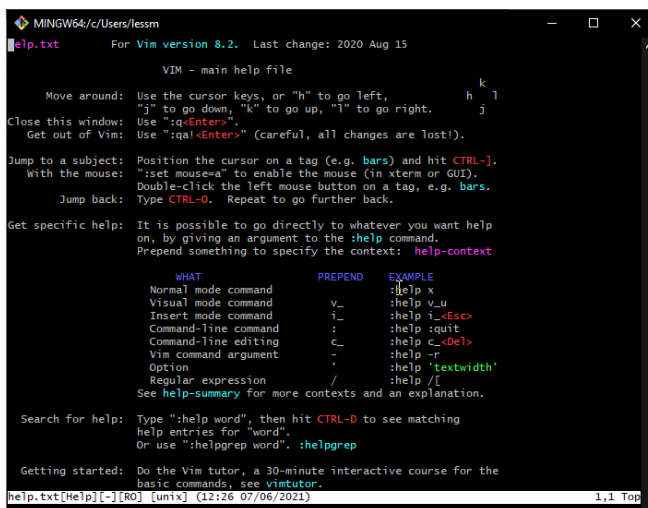 MINGW64:/c/Users/lessm
help.txt For Vim version 8.2. Last change: 2020 Aug 15
VIM - main help file
k
Move around: Use the cursor keys, or "h" to go left, h l
"j" to go down, "k" to go up, "l" to go right. j
Close this window: Use ":q<Enter>".
Get out of Vim: Use ":qa!<Enter>" (careful, all changes are lost!).
Jump to a subject: Position the cursor on a tag (e.g. bars) and hit CTRL-].
With the mouse: ":set mouse=a" to enable the mouse (in xterm or GUI).
Double-click the left mouse button on a tag, e.g. bars.
Jump back: Type CTRL-O. Repeat to go further back.
Get specific help: It is possible to go directly to whatever you want help
on, by giving an argument to the :help command.
Prepend something to specify the context: help-context
WHAT PREPEND EXAMPLE
Normal mode command :help x
Visual mode command v_ :help v_u
Insert mode command i_ :help i_<Esc>
Command-line command : :help :quit
Command-line editing c_ :help c_<Del>
Vim command argument - :help -r
Option ' :help 'textwidth'
Regular expression / :help /[
See help-summary for more contexts and an explanation.
Search for help: Type ":help word", then hit CTRL-D to see matching
help entries for "word".
Or use ":helpgrep word". :helpgrep
Getting started: Do the Vim tutor, a 30-minute interactive course for the
basic commands, see vimtutor.
help.txt[Help][-][RO] [unix] (12:26 07/06/2021) 1,1 Top